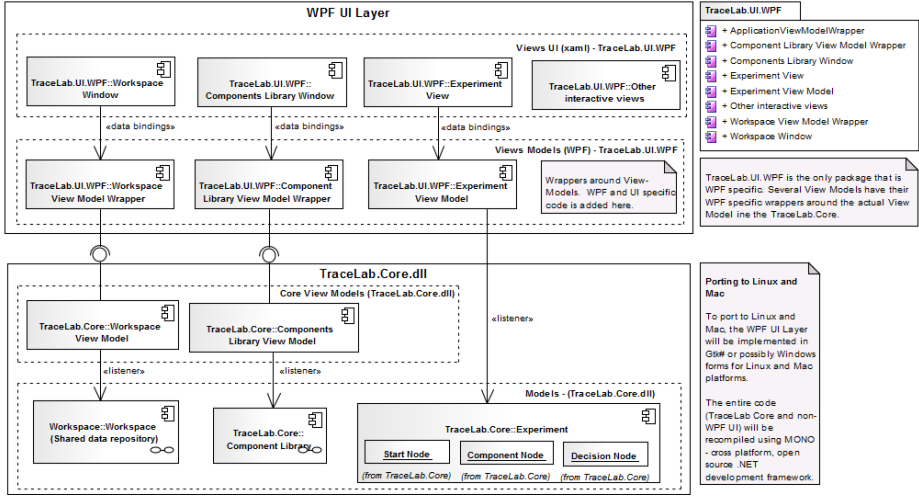 WPF UI Layer
Views UI (xaml) - TraceLab.UI.WPF
TraceLab.UI.WPF::Workspace
Window
TraceLab.UI.WPF::
Components Library Window
TraceLab.UI.WPF::Experiment
View
TraceLab.UI.WPF::Other
interactive views
«data bindings»
«data bindings»
«data bindings»
Views Models (WPF) - TraceLab.UI.WPF
TraceLab.UI.WPF::Workspace
View Model Wrapper
TraceLab.UI.WPF::Component
Library View Model Wrapper
TraceLab.UI.WPF::Experiment
View Model
Wrappers around View-
Models. WPF and UI specific
code is added here.
TraceLab.Core.dll
Core View Models (TraceLab.Core.dll)
TraceLab.Core::Workspace
View Model
TraceLab.Core::Components
Library View Model
«listener»
«listener»
«listener»
Models - (TraceLab.Core.dll)
Workspace::Workspace
(Shared data repository)
TraceLab.Core::
Component Library
TraceLab.Core::Experiment
Start Node
Component Node
Decision Node
(from TraceLab.Core)
(from TraceLab.Core)
(from TraceLab.Core)
TraceLab.UI.WPF
+ ApplicationViewModelWrapper
+ Component Library View Model Wrapper
+ Components Library Window
+ Experiment View
+ Experiment View Model
+ Other interactive views
+ Workspace View Model Wrapper
+ Workspace Window
TraceLab.UI.WPF is the only package that is
WPF specific. Several View Models have their
WPF specific wrappers around the actual View
Model ine the TraceLab.Core.
Porting to Linux and
Mac
To port to Linux and
Mac, the WPF UI Layer
will be implemented in
Gtk# or possibly Windows
forms for Linux and Mac
platforms.
The entire code
(TraceLab Core and non-
WPF UI) will be
recompiled using MONO
- cross platform, open
source .NET
development framework.